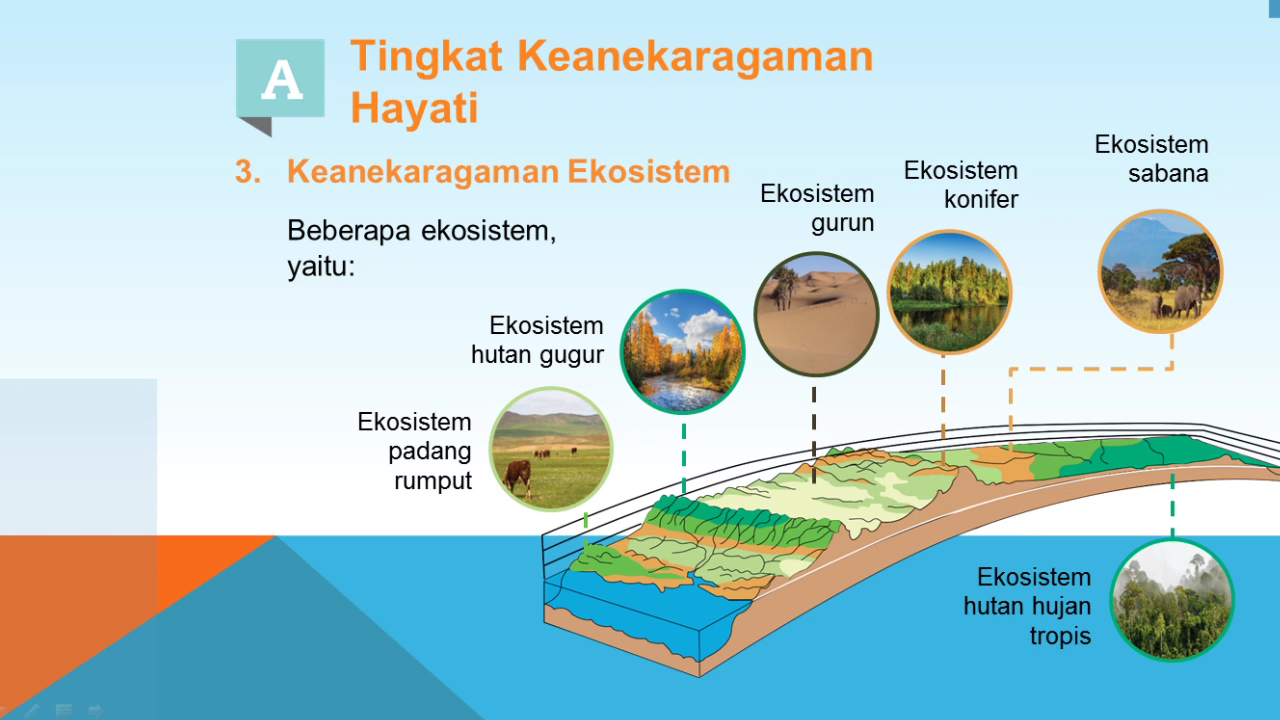 A
Tingkat Keanekaragaman
Hayati
3. Keanekaragaman Ekosistem
Beberapa ekosistem,
yaitu:
Ekosistem
padang
rumput
Ekosistem
hutan gugur
Ekosistem
gurun
Ekosistem
konifer
Ekosistem
sabana
Ekosistem
hutan hujan
tropis